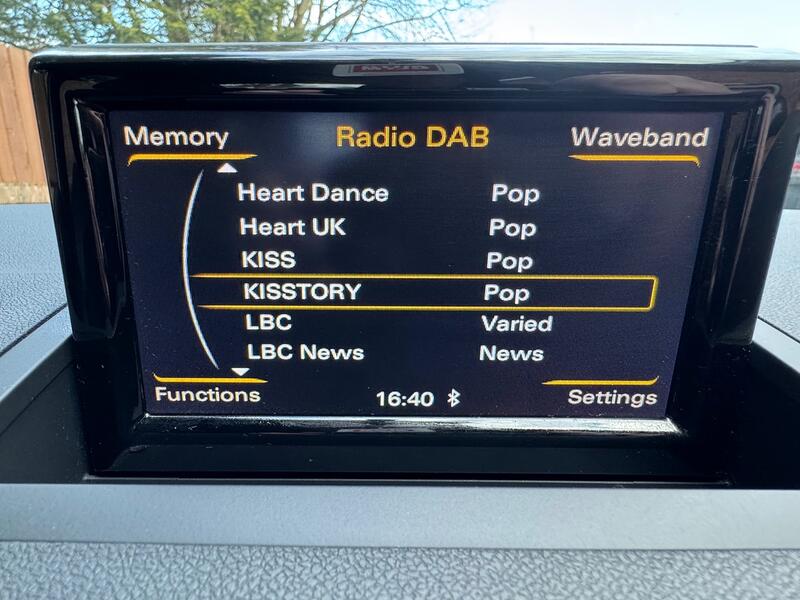 Memory Radio DAB Waveband
Heart Dance Pop
Heart UK Pop
KISS Pop
KISSTORY Pop
LBC Varied
LBC News News
Functions 16:40 Settings